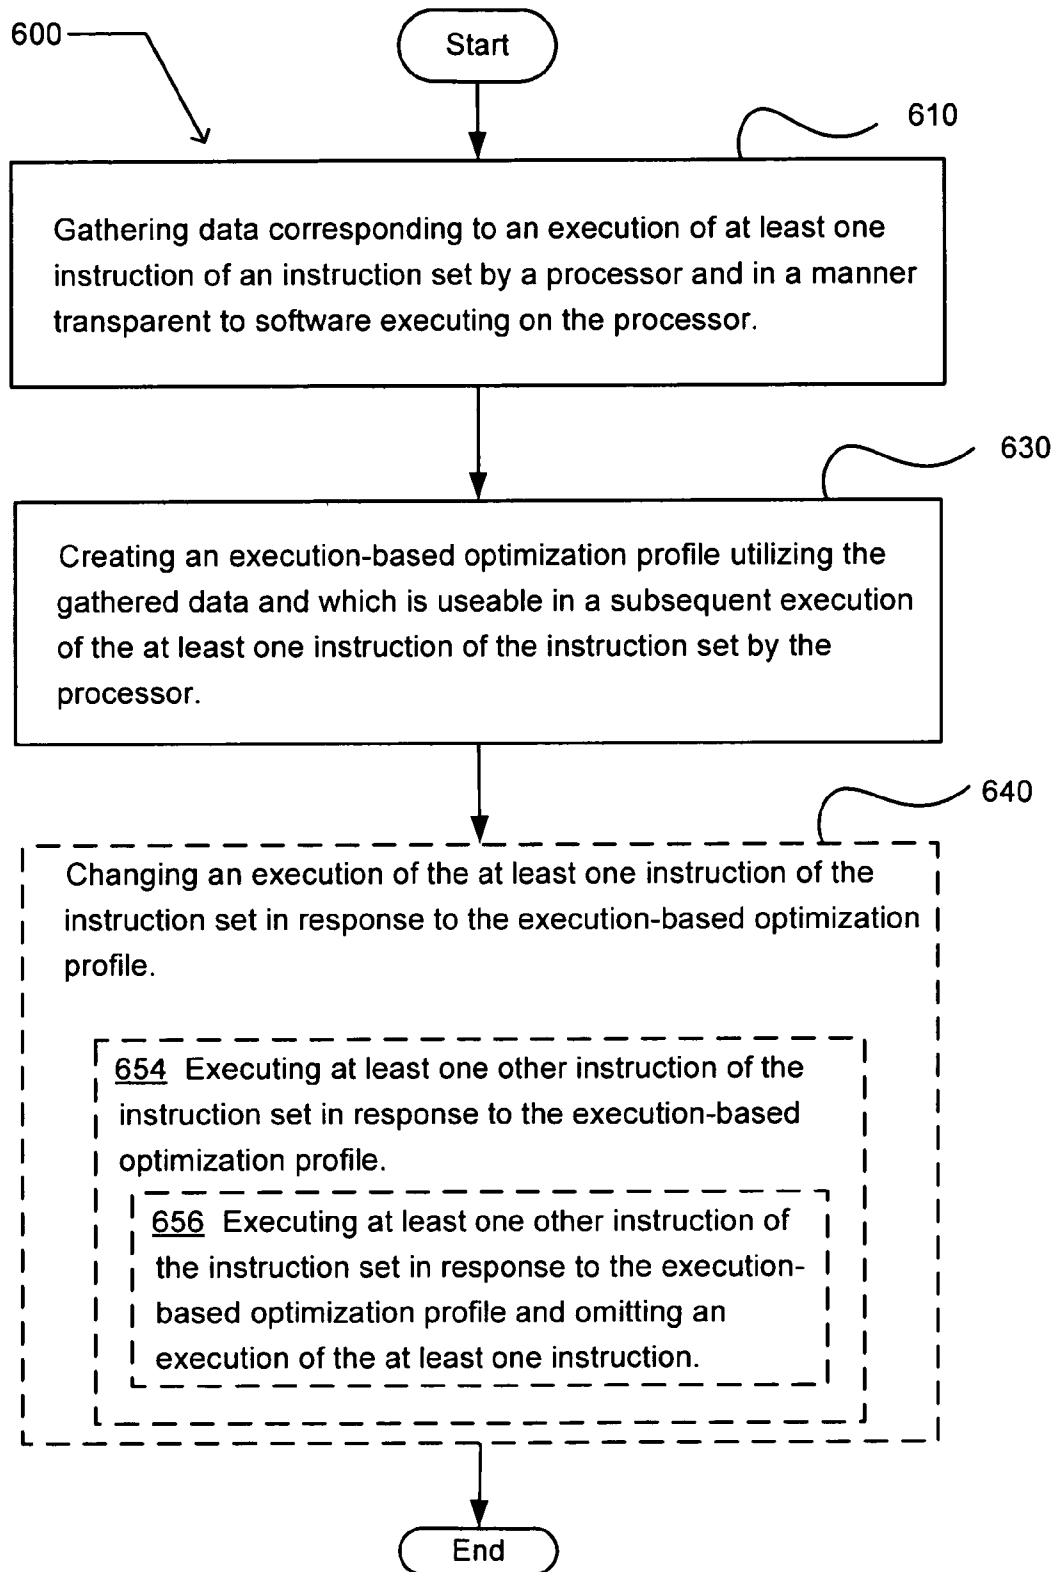 600
Start
610
Gathering data corresponding to an execution of at least one
instruction of an instruction set by a processor and in a manner
transparent to software executing on the processor.
630
Creating an execution-based optimization profile utilizing the
gathered data and which is useable in a subsequent execution
of the at least one instruction of the instruction set by the
processor.
640
Changing an execution of the at least one instruction of the
instruction set in response to the execution-based optimization
profile.
654 Executing at least one other instruction of the
instruction set in response to the execution-based
optimization profile.
656 Executing at least one other instruction of
the instruction set in response to the execution-
based optimization profile and omitting an
execution of the at least one instruction.
End